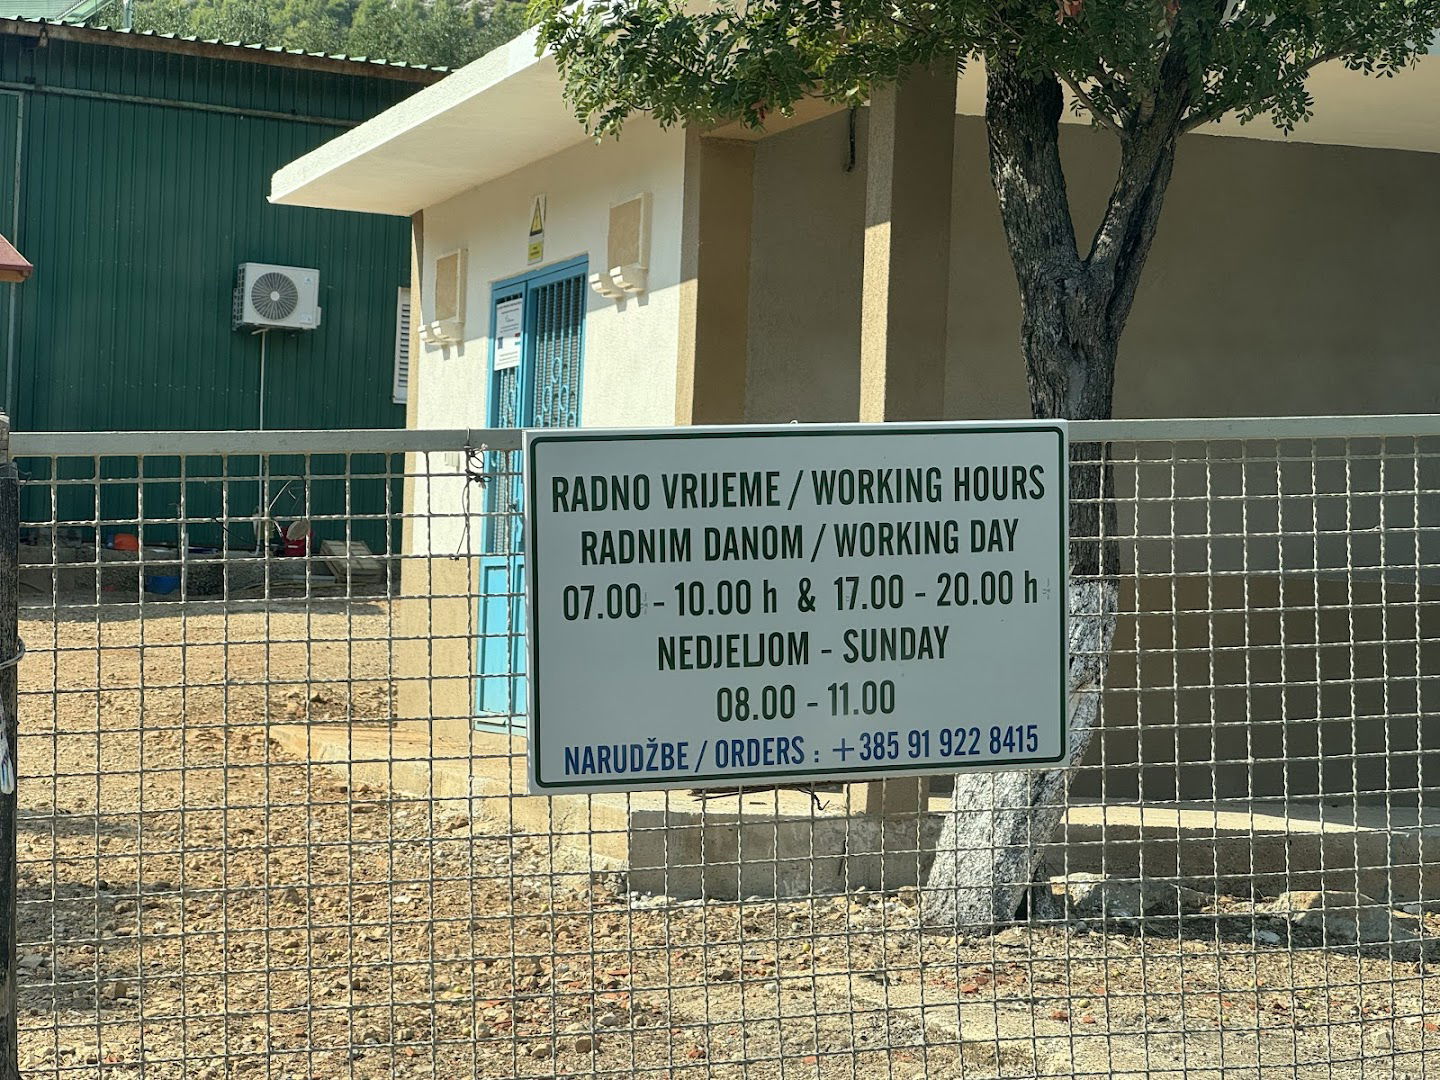 RADNO VRIJEME / WORKING HOURS
RADNIM DANOM / WORKING DAY
07.00 - 10.00 h & 17.00 - 20.00 h
NEDJELJOM - SUNDAY
08.00 - 11.00
NARUDŽBE / ORDERS : +385 91 922 8415